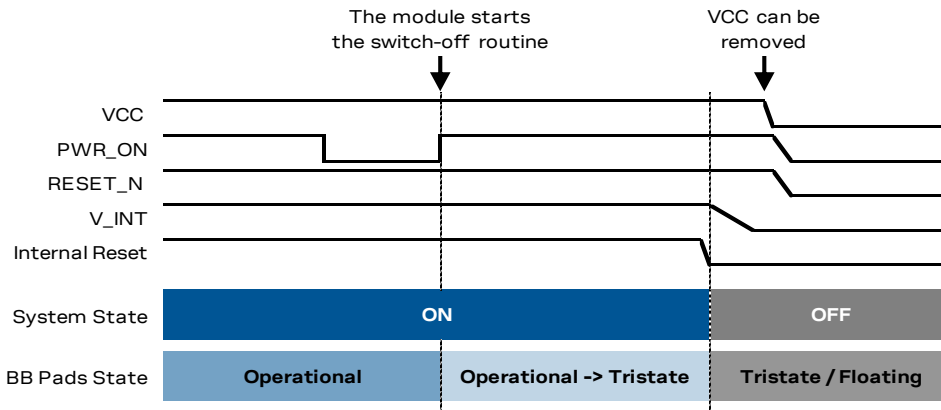 The module starts
the switch-off routine
VCC can be
removed
VCC
PWR_ON
RESET_N
V_INT
Internal Reset
System State
ON
OFF
BB Pads State
Operational
Operational -> Tristate
Tristate / Floating